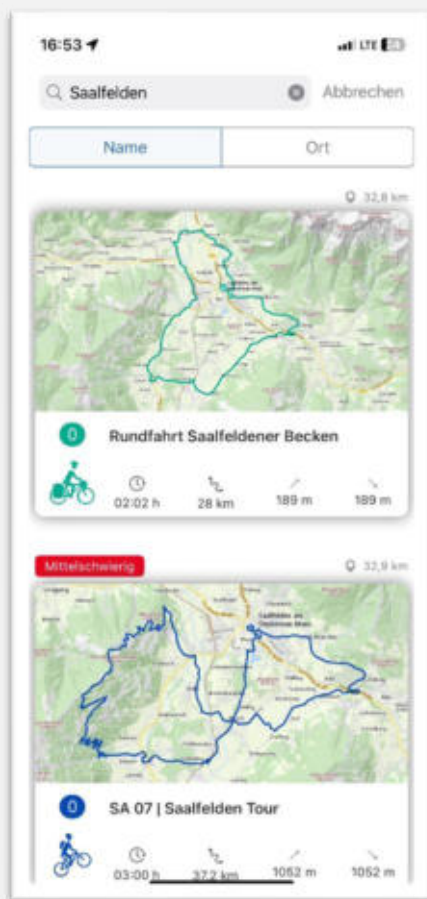 16:53
LTE
Saalfelden
Abbrechen
Name
Ort
32,8 km
0
Rundfahrt Saalfeldener Becken
02:02 h
28 km
189 m
189 m
Mittelschwierig
32,9 km
0
SA 07 | Saalfelden Tour
03:00 h
37.2 km
1052 m
1052 m